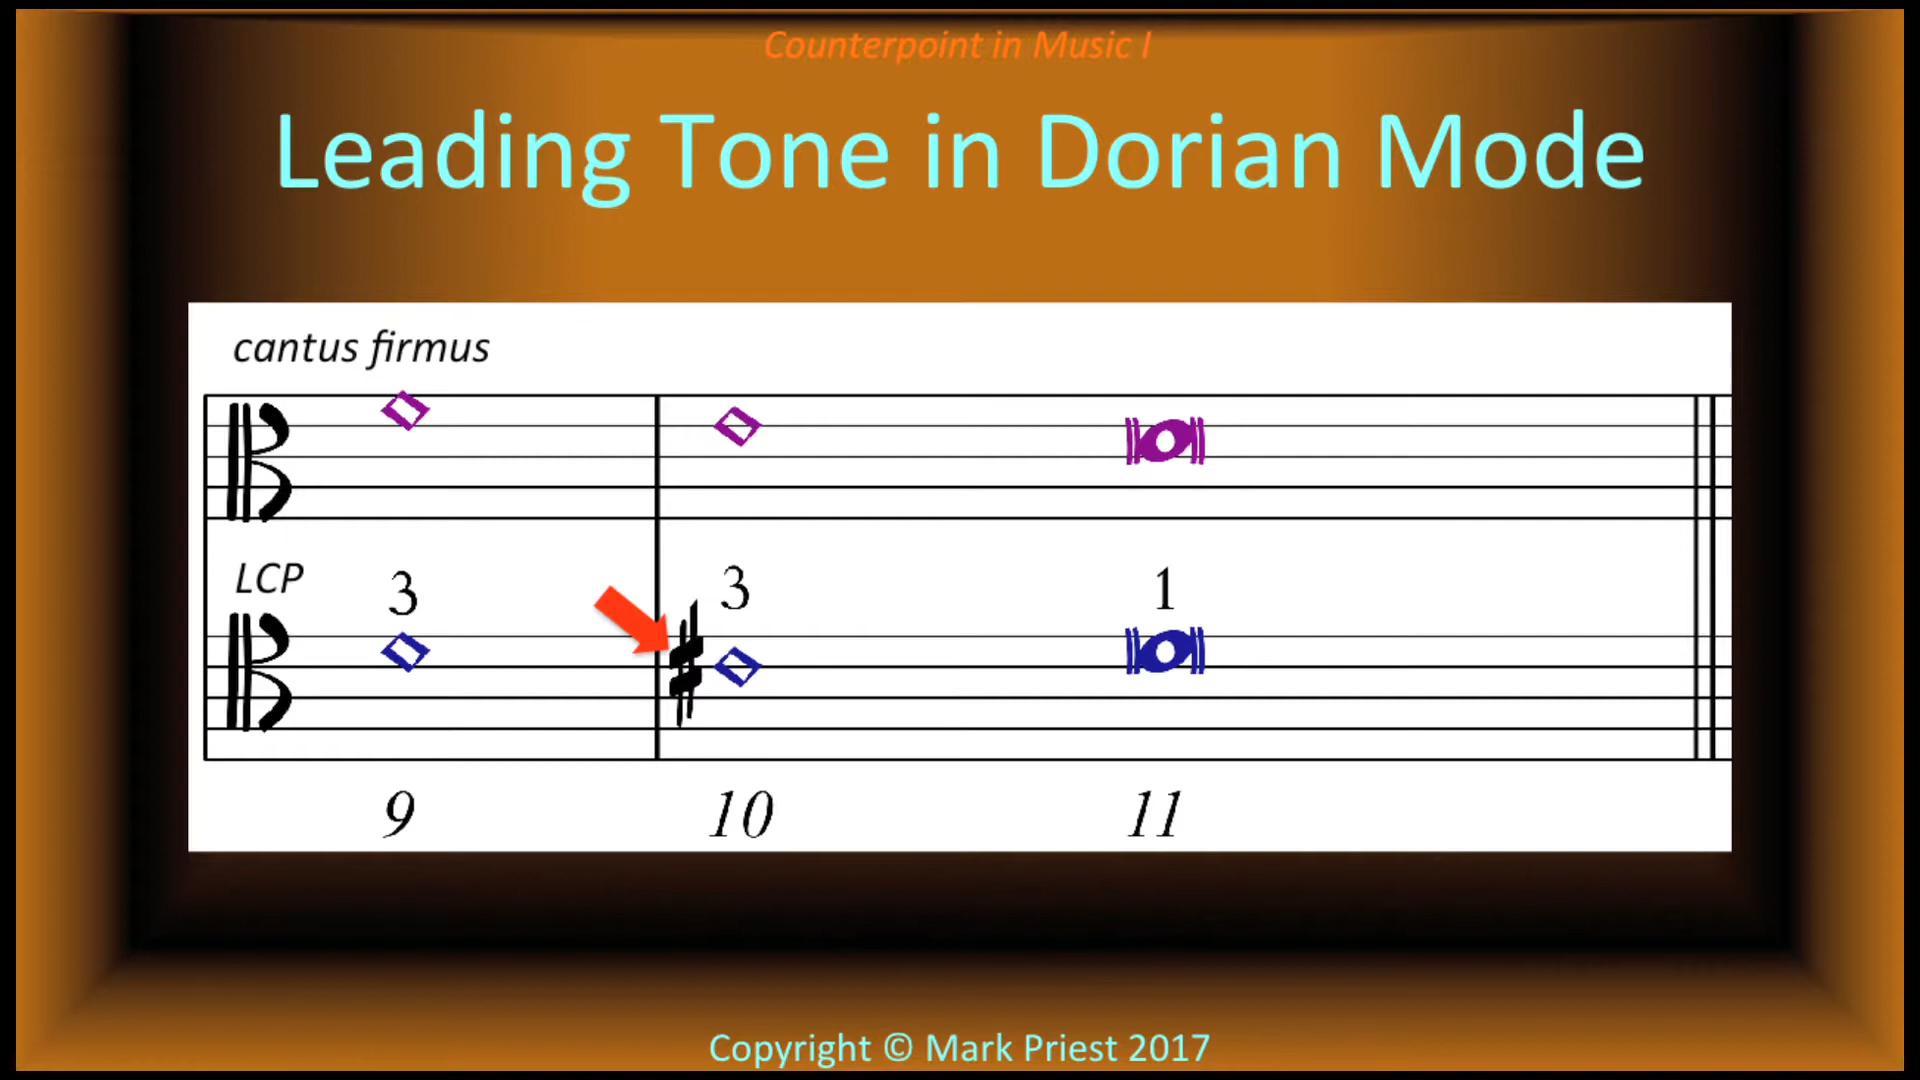 Counterpoint in Music I
Leading Tone in Dorian Mode
cantus firmus
LCP 3 3 1
9 10 11
Copyright © Mark Priest 2017